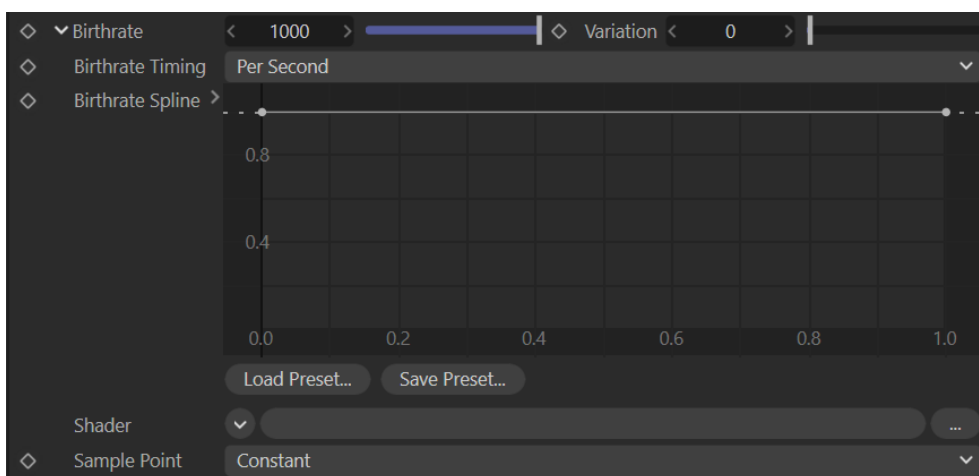 Birthrate 1000 Variation 0
Birthrate Timing Per Second
Birthrate Spline
0.8
0.4
0.0 0.2 0.4 0.6 0.8 1.0
Load Preset... Save Preset...
Shader ...
Sample Point Constant